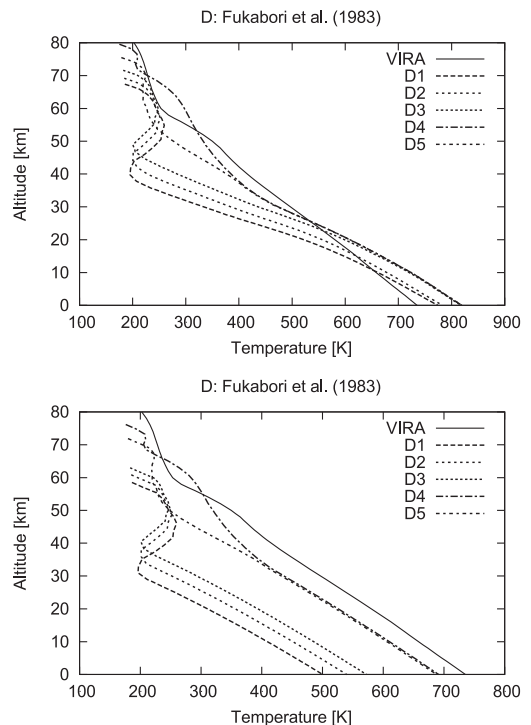 D: Fukabori et al. (1983)
80
70
60
50
40
30
20
10
0
Altitude [km]
VIRA
D1
D2
D3
D4
D5
100 200 300 400 500 600 700 800 900
Temperature [K]
D: Fukabori et al. (1983)
80
70
60
50
40
30
20
10
0
Altitude [km]
VIRA
D1
D2
D3
D4
D5
100 200 300 400 500 600 700 800
Temperature [K]